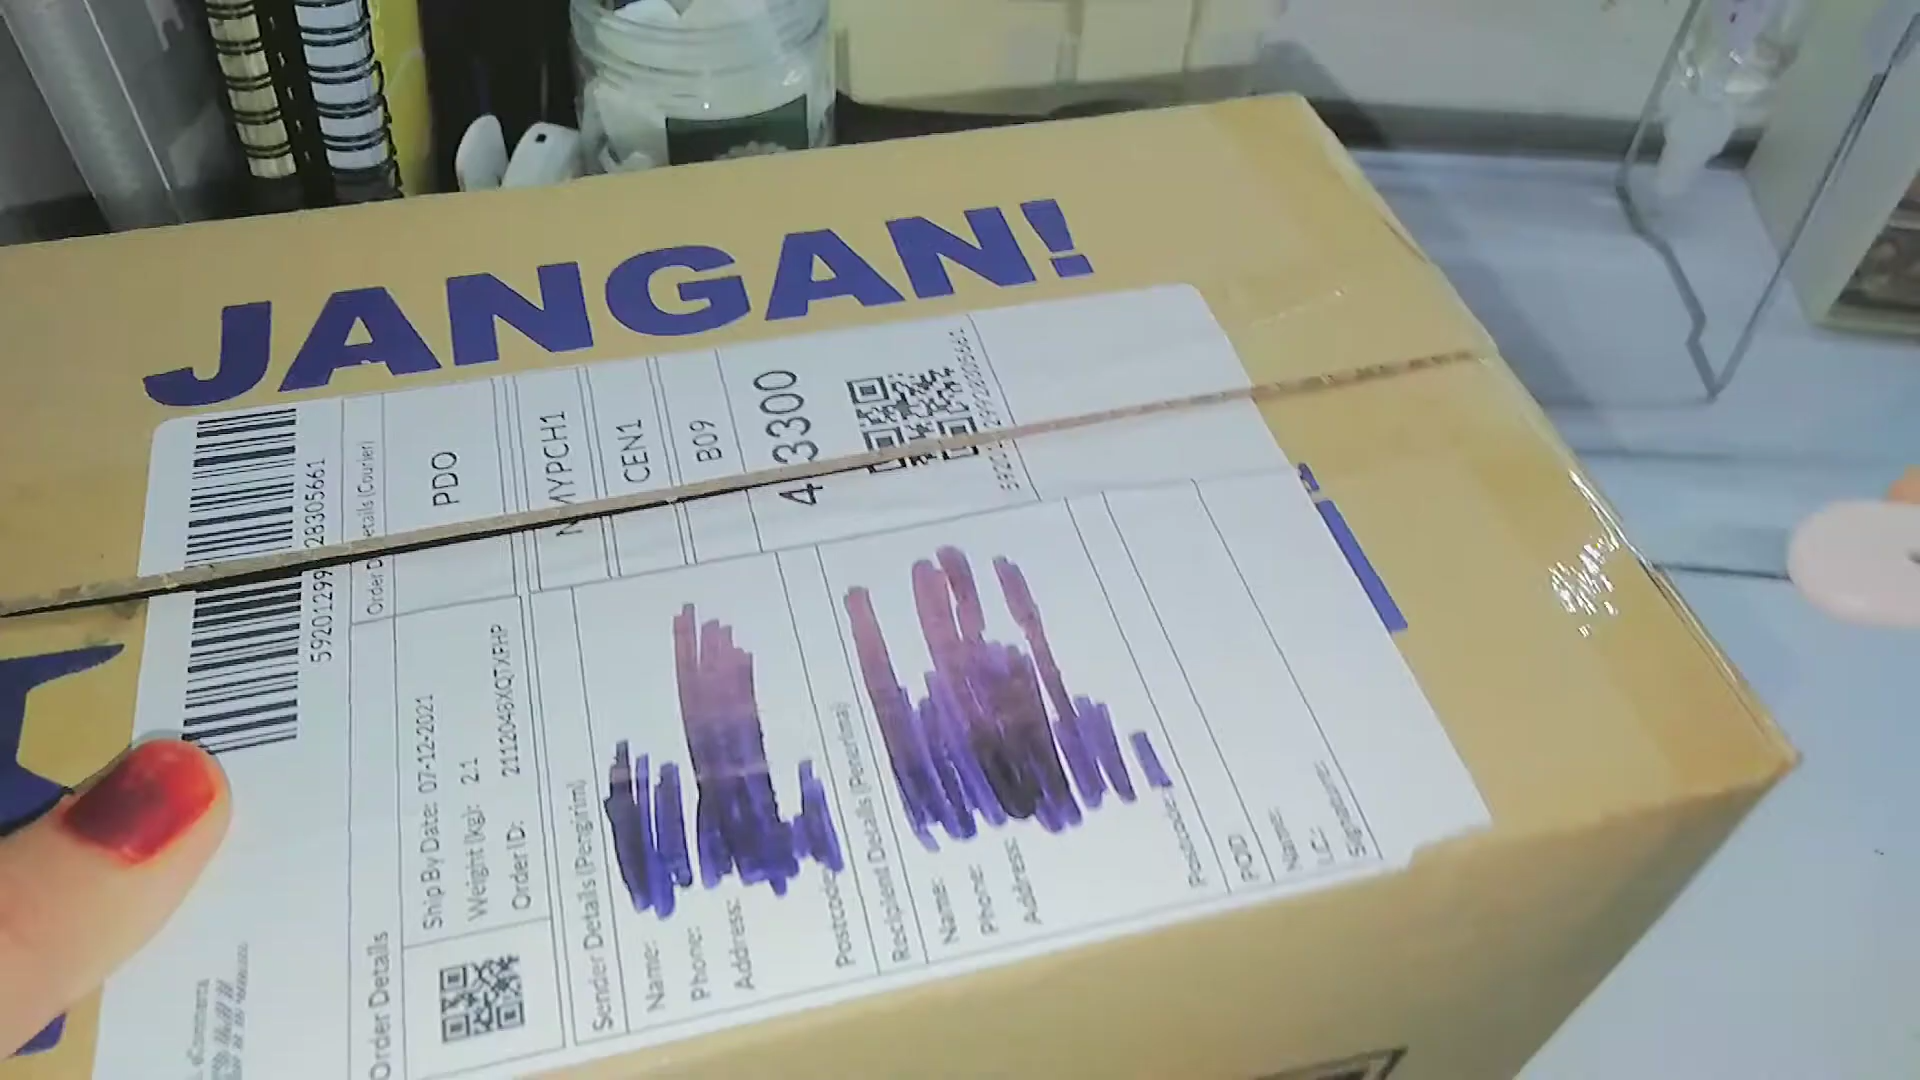 JANGAN!
5920129928305661
Order Details (Courier)
PDO
MYPCH1
CEN1
B09
43300
Order Details
Ship By Date: 07-12-2021
Weight (kg): 2.1
Order ID:
Sender Details (Pengirim)
Name:
Phone:
Address:
Postcode:
Recipient Details (Penerima)
Name:
Phone:
Address:
Postcode:
POD
Name:
I.C:
Signature: